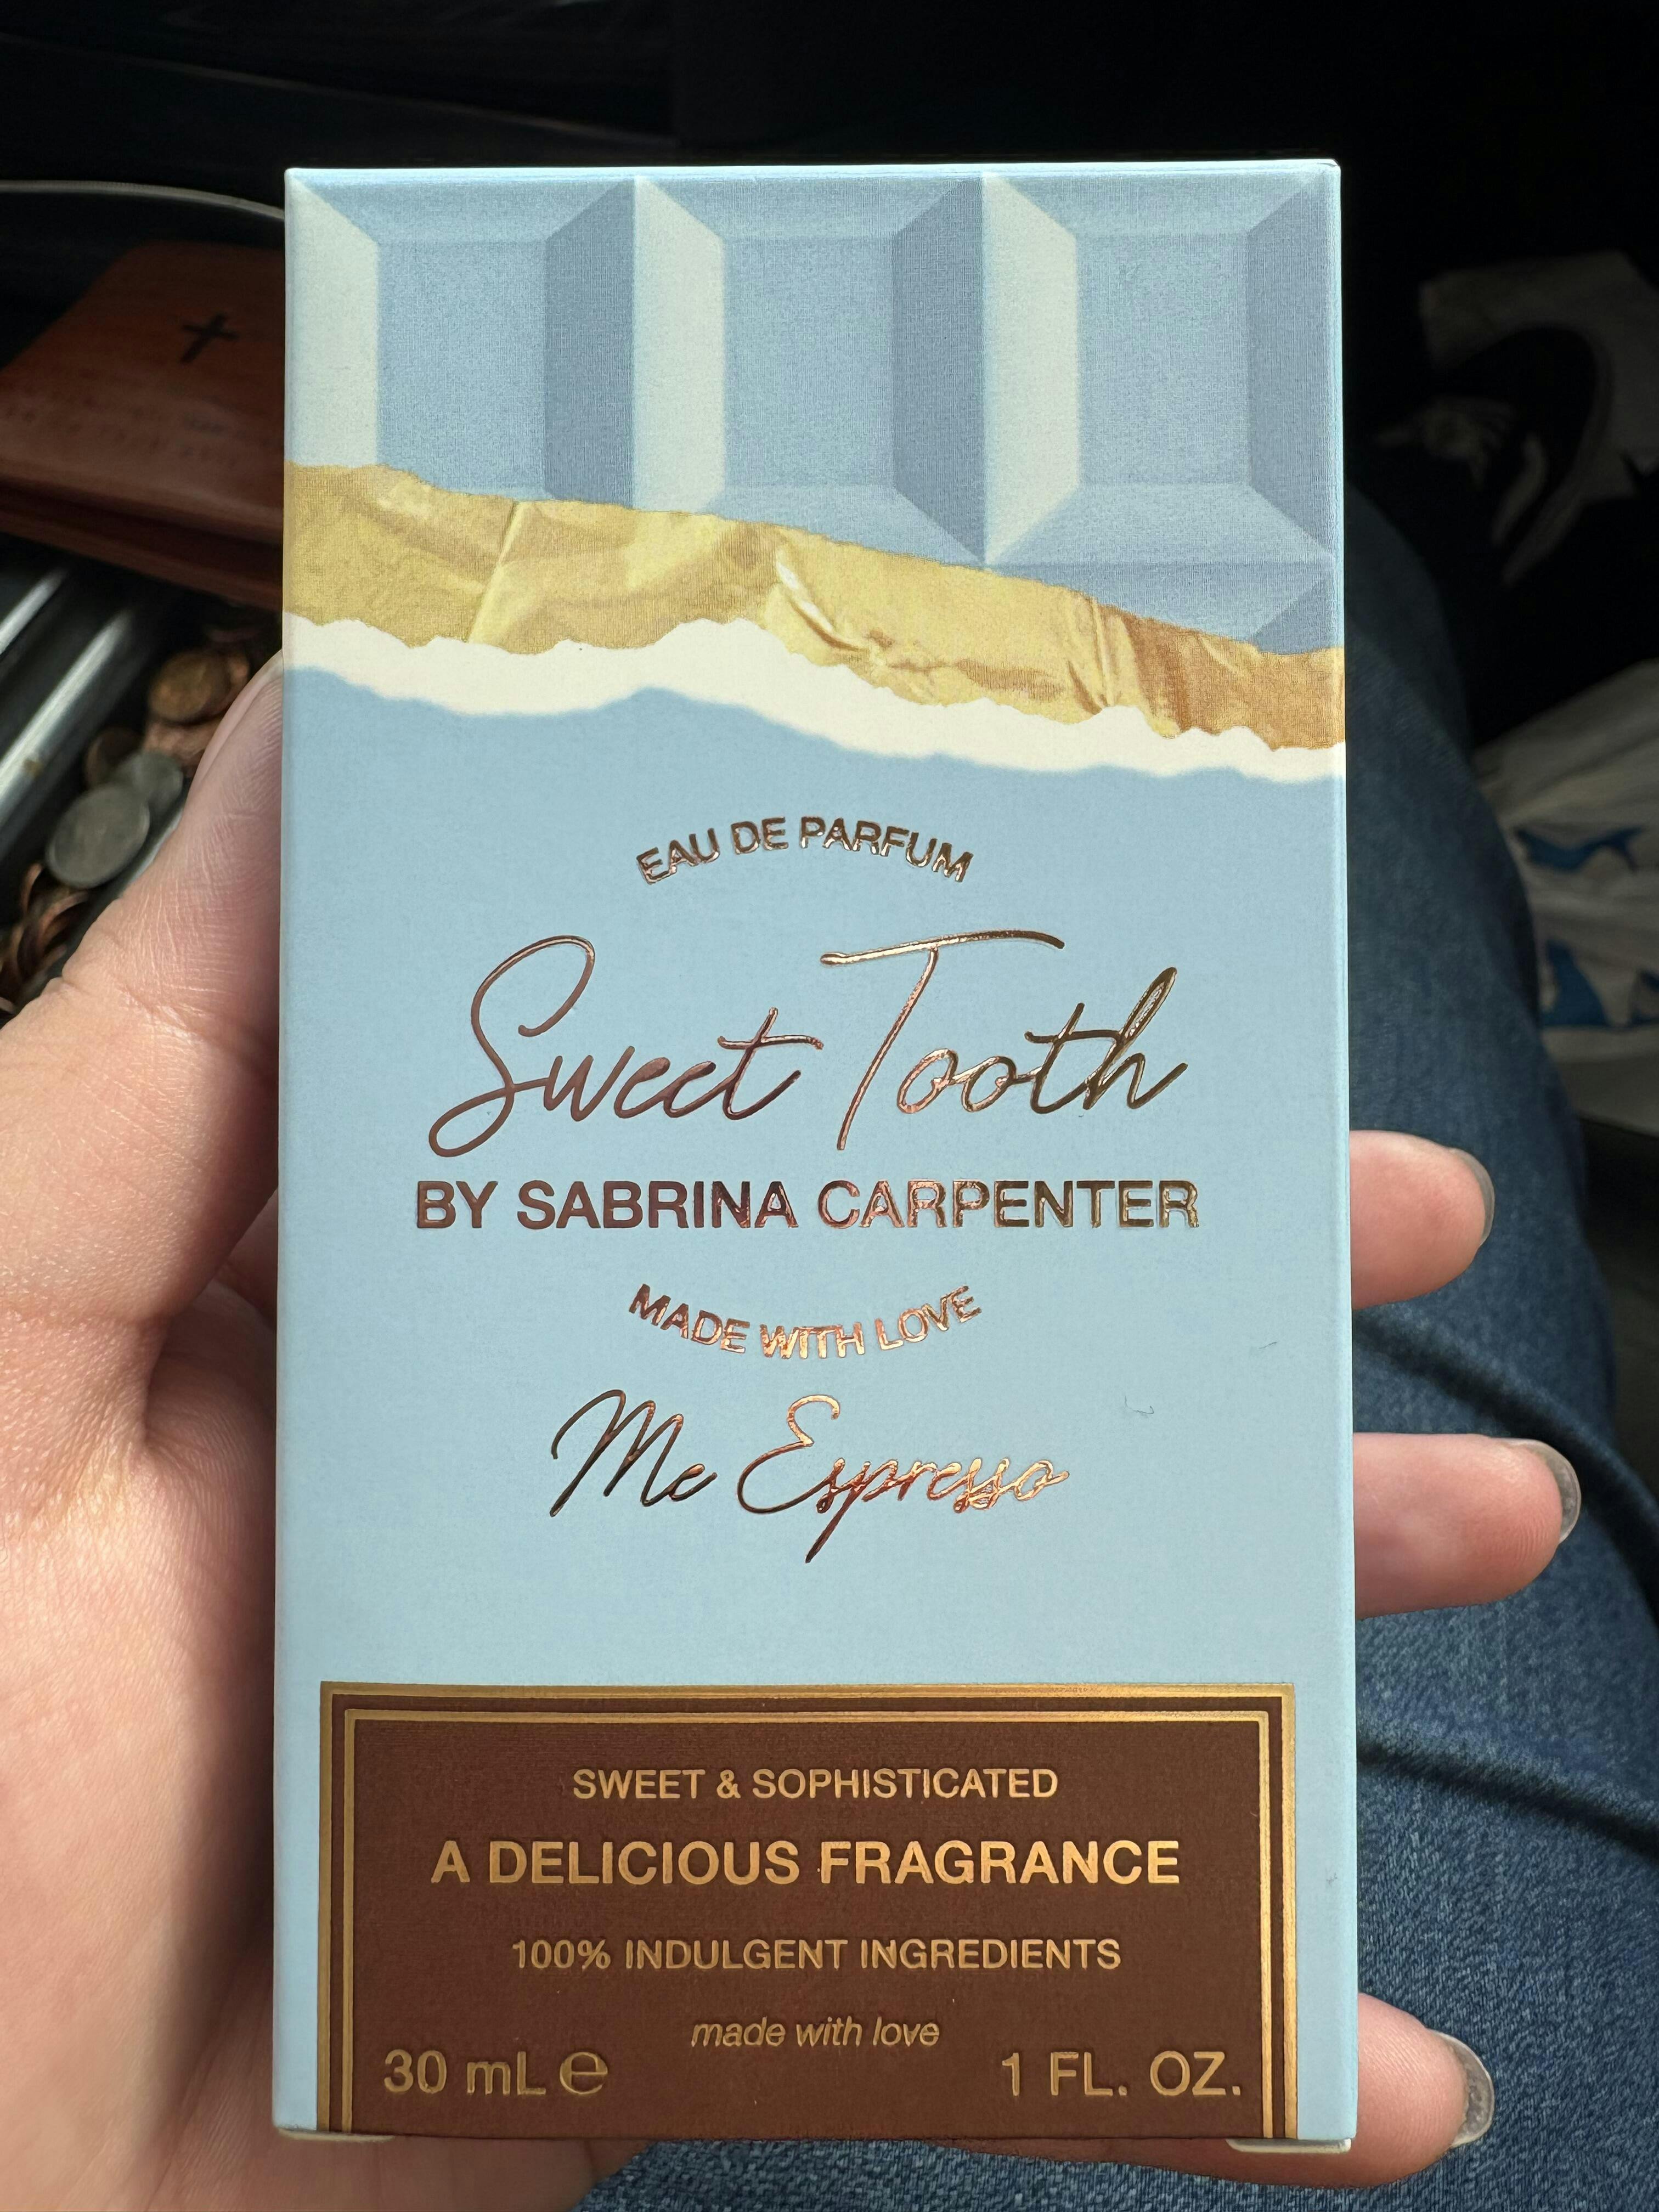 EAU DE PARFUM
Sweet Tooth
BY SABRINA CARPENTER
MADE WITH LOVE
Me Espresso
SWEET & SOPHISTICATED
A DELICIOUS FRAGRANCE
100% INDULGENT INGREDIENTS
made with love
30 mL ℮ 1 FL. OZ.